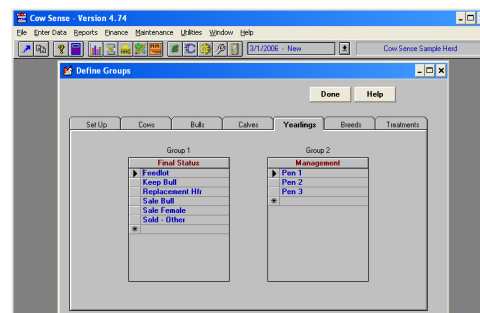 Cow Sense - Version 4.74
File Enter Data Reports Finance Maintenance Utilities Window Help
3/1/2006 - New Cow Sense Sample Herd
Define Groups
Done Help
Set Up Cows Bulls Calves Yearlings Breeds Treatments
Group 1 Group 2
Final Status Management
Feedlot Pen 1
Keep Bull Pen 2
Replacement Hfr Pen 3
Sale Bull
Sale Female
Sold - Other